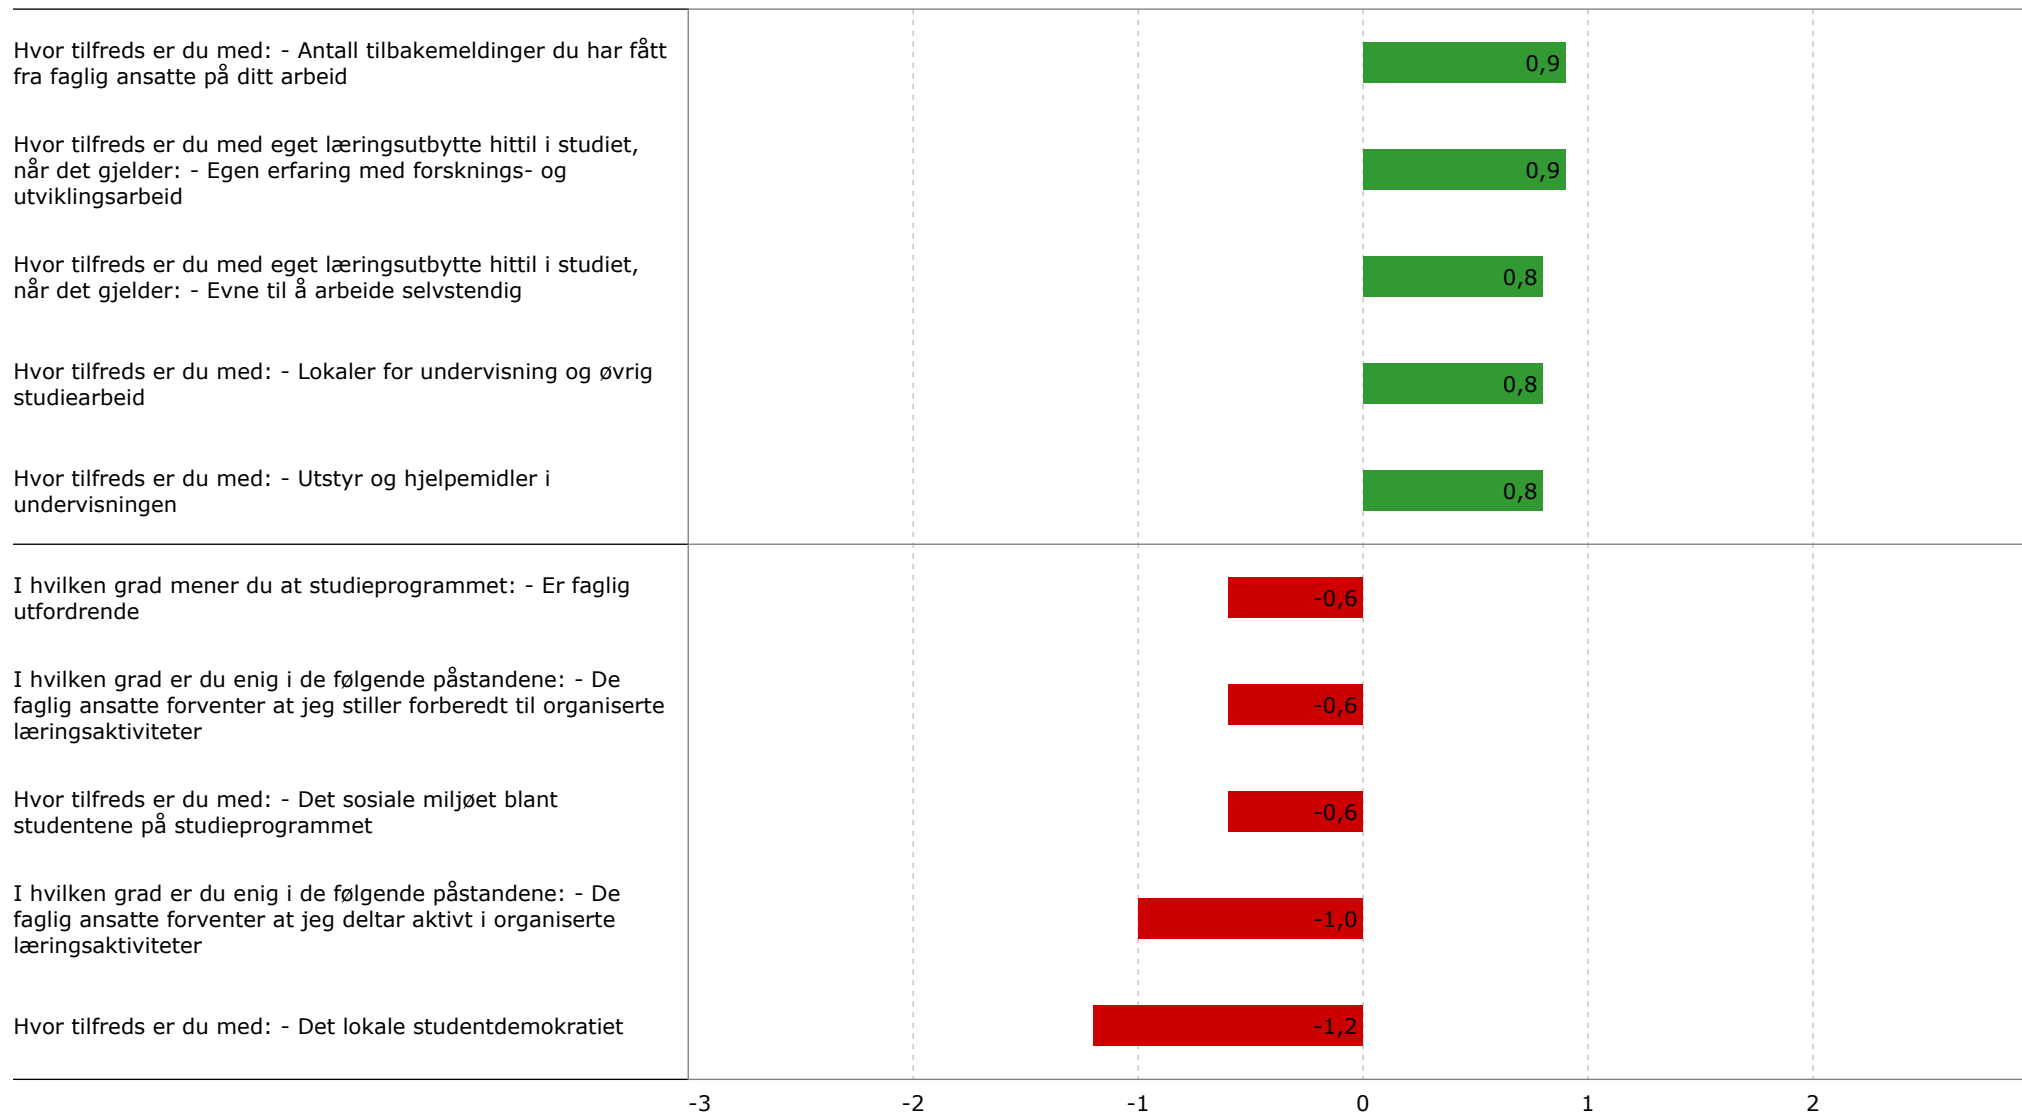 Hvor tilfreds er du med: - Antall tilbakemeldinger du har fått
fra faglig ansatte på ditt arbeid
0,9
Hvor tilfreds er du med eget læringsutbytte hittil i studiet,
når det gjelder: - Egen erfaring med forsknings- og
utviklingsarbeid
0,9
Hvor tilfreds er du med eget læringsutbytte hittil i studiet,
når det gjelder: - Evne til å arbeide selvstendig
0,8
Hvor tilfreds er du med: - Lokaler for undervisning og øvrig
studiearbeid
0,8
Hvor tilfreds er du med: - Utstyr og hjelpemidler i
undervisningen
0,8
I hvilken grad mener du at studieprogrammet: - Er faglig
utfordrende
-0,6
I hvilken grad er du enig i de følgende påstandene: - De
faglig ansatte forventer at jeg stiller forberedt til organiserte
læringsaktiviteter
-0,6
Hvor tilfreds er du med: - Det sosiale miljøet blant
studentene på studieprogrammet
-0,6
I hvilken grad er du enig i de følgende påstandene: - De
faglig ansatte forventer at jeg deltar aktivt i organiserte
læringsaktiviteter
-1,0
Hvor tilfreds er du med: - Det lokale studentdemokratiet
-1,2
-3 -2 -1 0 1 2